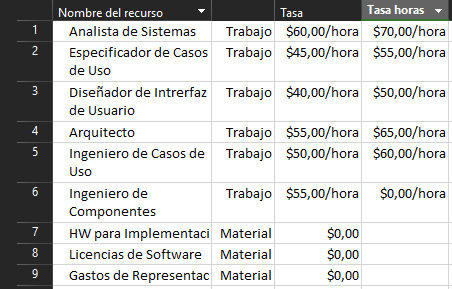 Nombre del recurso Tasa Tasa horas
1 Analista de Sistemas Trabajo $60,00/hora $70,00/hora
2 Especificador de Casos Trabajo $45,00/hora $55,00/hora
de Uso
3 Diseñador de Intrerfaz Trabajo $40,00/hora $50,00/hora
de Usuario
4 Arquitecto Trabajo $55,00/hora $65,00/hora
5 Ingeniero de Casos de Trabajo $50,00/hora $60,00/hora
Uso
6 Ingeniero de Trabajo $55,00/hora $0,00/hora
Componentes
7 HW para Implementaci Material $0,00
8 Licencias de Software Material $0,00
9 Gastos de Representac Material $0,00